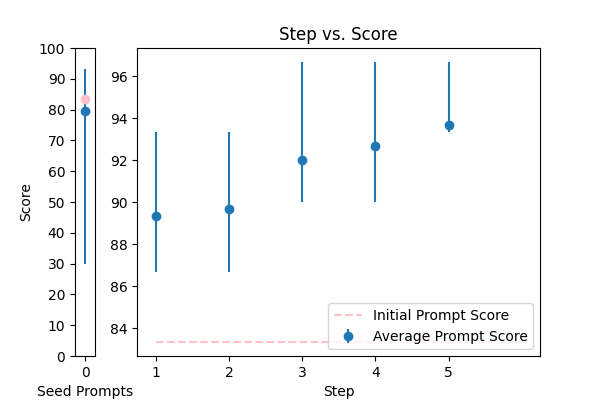 Step vs. Score
Score
100
90
80
70
60
50
40
30
20
10
0
0
Seed Prompts
96
94
92
90
88
86
84
1 2 3 4 5
Step
Initial Prompt Score
Average Prompt Score